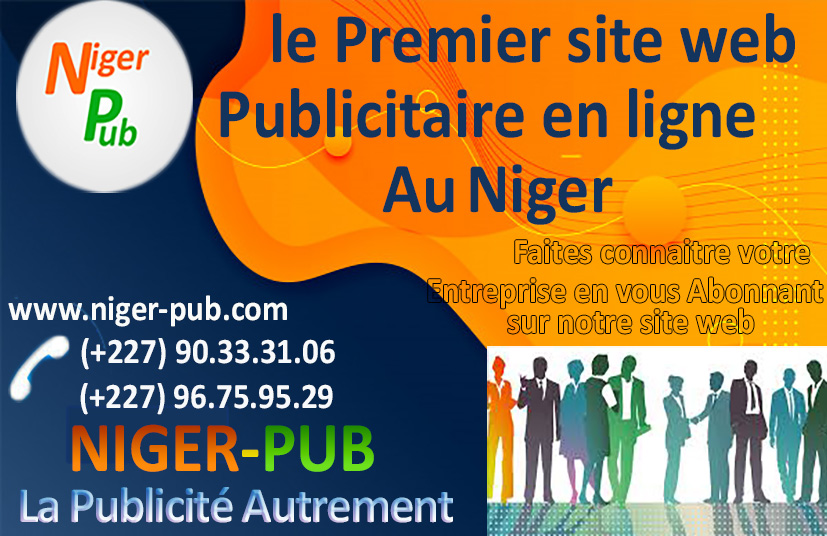 Niger
Pub
le Premier site web
Publicitaire en ligne
Au Niger
Faites connaitre votre
Entreprise en vous Abonnant
sur notre site web
www.niger-pub.com
(+227) 90.33.31.06
(+227) 96.75.95.29
NIGER-PUB
La Publicité Autrement